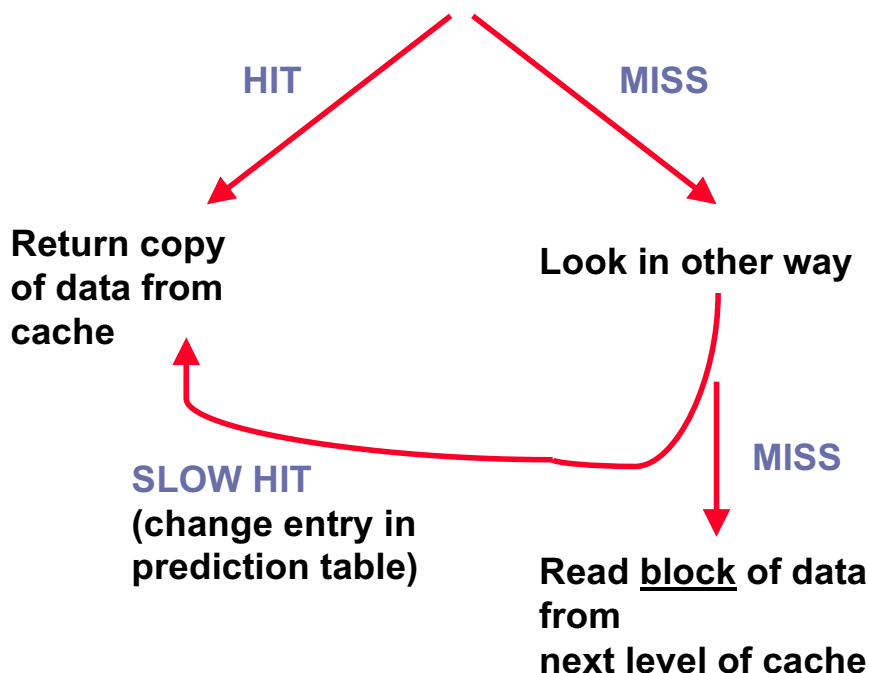 HIT
MISS
Return copy
of data from
cache
Look in other way
SLOW HIT
(change entry in
prediction table)
MISS
Read block of data
from
next level of cache